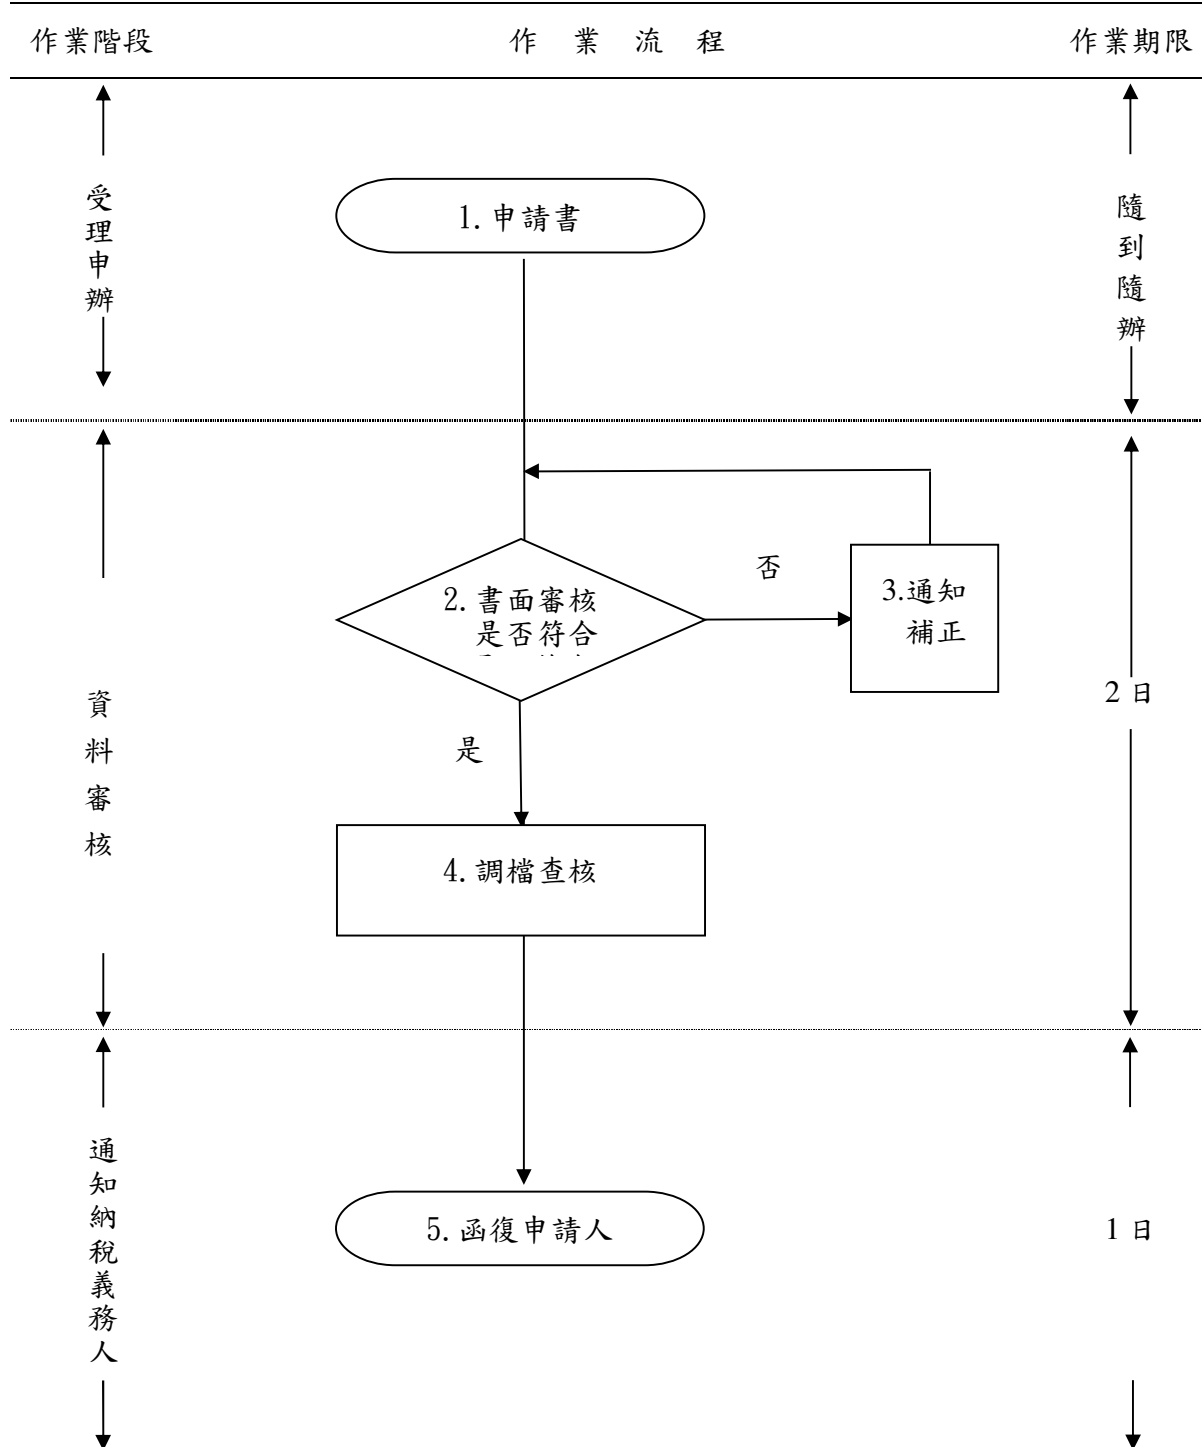 作業階段 作業流程 作業期限
受理申辦
1.申請書
隨到隨辦
資料審核
2.書面審核
是否符合
否
3.通知
補正
是
4.調檔查核
2日
通知納稅義務人
5.函復申請人
1日